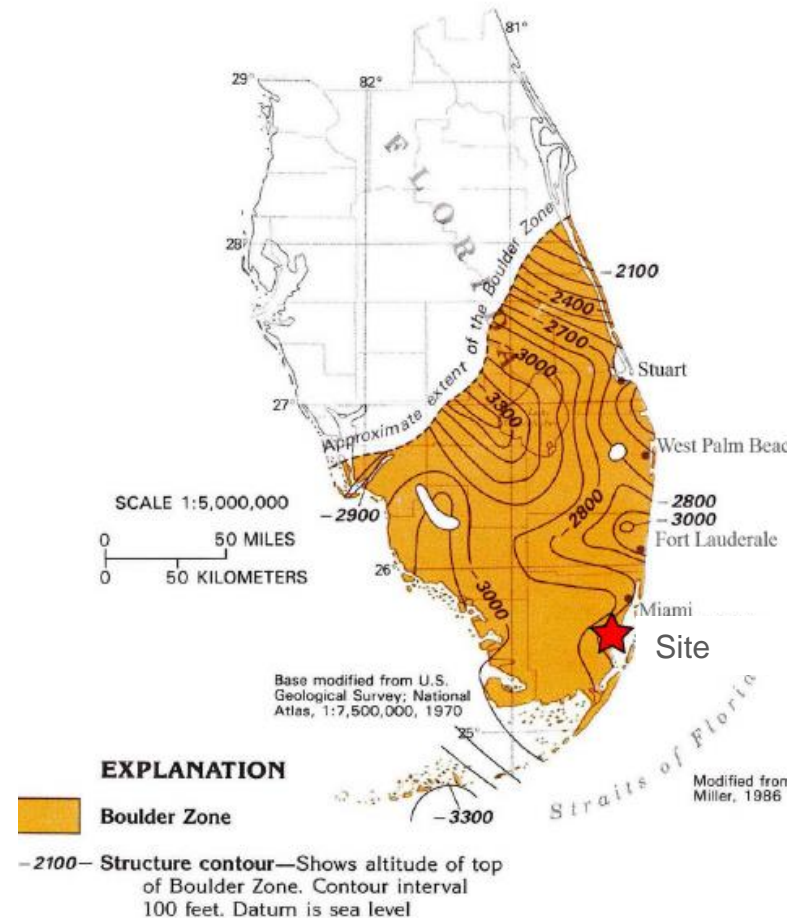 81°
29°
82°
FLORIDA
28°
Approximate extent of the Boulder Zone
-2100
-2400
-2700
-3000
Stuart
27°
-3300
West Palm Beac
SCALE 1:5,000,000
-2900
-2800
-2800
-3000
0 50 MILES
Fort Lauderale
0 50 KILOMETERS
26°
-3000
Miami
Site
Base modified from U.S.
Geological Survey; National
Atlas, 1:7,500,000, 1970
25°
Straits of Florida
EXPLANATION
Modified from
Miller, 1986
Boulder Zone
-3300
-2100- Structure contour—Shows altitude of top
of Boulder Zone. Contour interval
100 feet. Datum is sea level